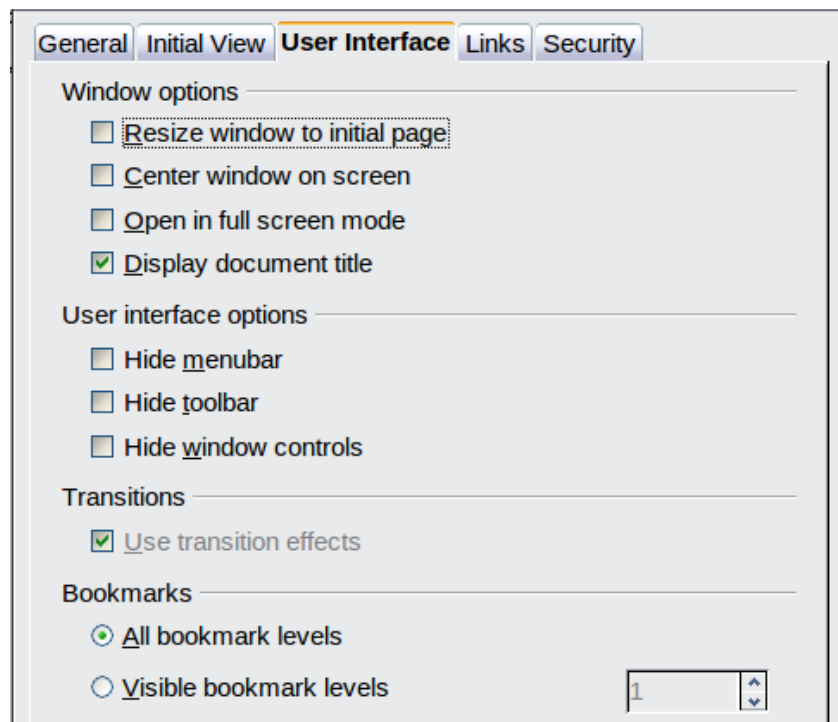 General Initial View User Interface Links Security
Window options
Resize window to initial page
Center window on screen
Open in full screen mode
Display document title
User interface options
Hide menubar
Hide toolbar
Hide window controls
Transitions
Use transition effects
Bookmarks
All bookmark levels
Visible bookmark levels 1